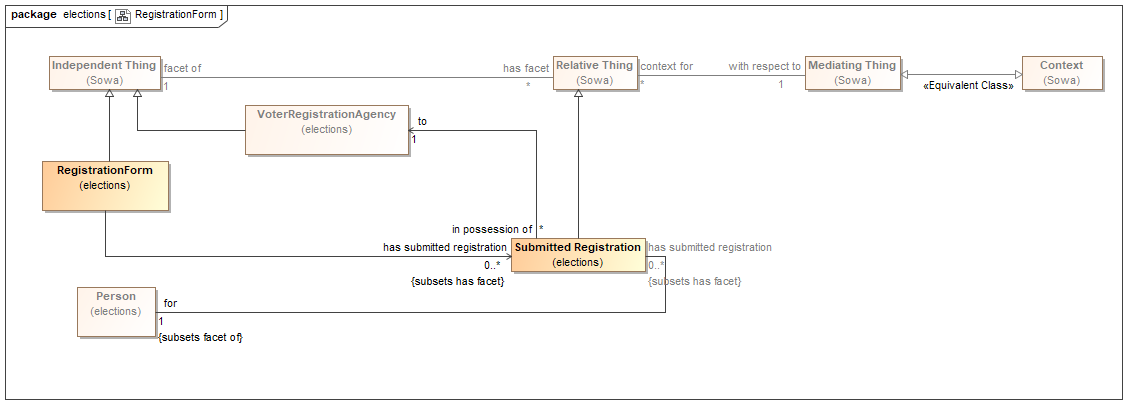 package elections [ RegistrationForm ]
Independent Thing
(Sowa)
facet of
1
has facet
*
Relative Thing
(Sowa)
context for
*
with respect to
1
Mediating Thing
(Sowa)
«Equivalent Class»
Context
(Sowa)
VoterRegistrationAgency
(elections)
to
1
RegistrationForm
(elections)
in possession of
*
has submitted registration
0..*
{subsets has facet}
Submitted Registration
(elections)
has submitted registration
0..*
{subsets has facet}
Person
(elections)
for
1
{subsets facet of}